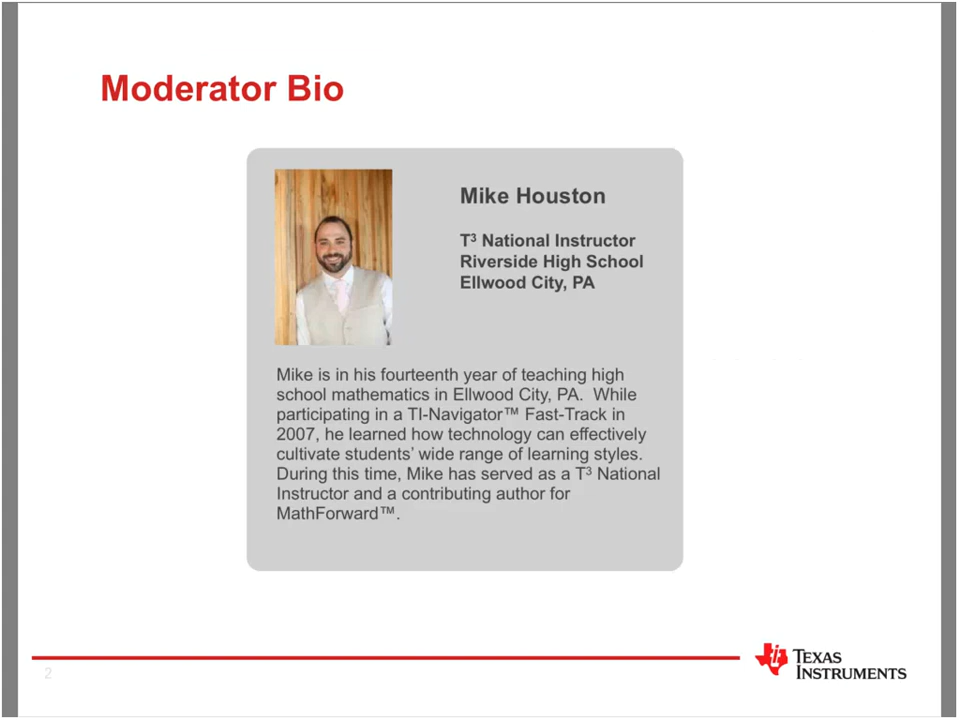 Moderator Bio
Mike Houston
T³ National Instructor
Riverside High School
Ellwood City, PA
Mike is in his fourteenth year of teaching high
school mathematics in Ellwood City, PA.  While
participating in a TI-Navigator™ Fast-Track in
2007, he learned how technology can effectively
cultivate students’ wide range of learning styles.
During this time, Mike has served as a T³ National
Instructor and a contributing author for
MathForward™.
2
TEXAS
INSTRUMENTS